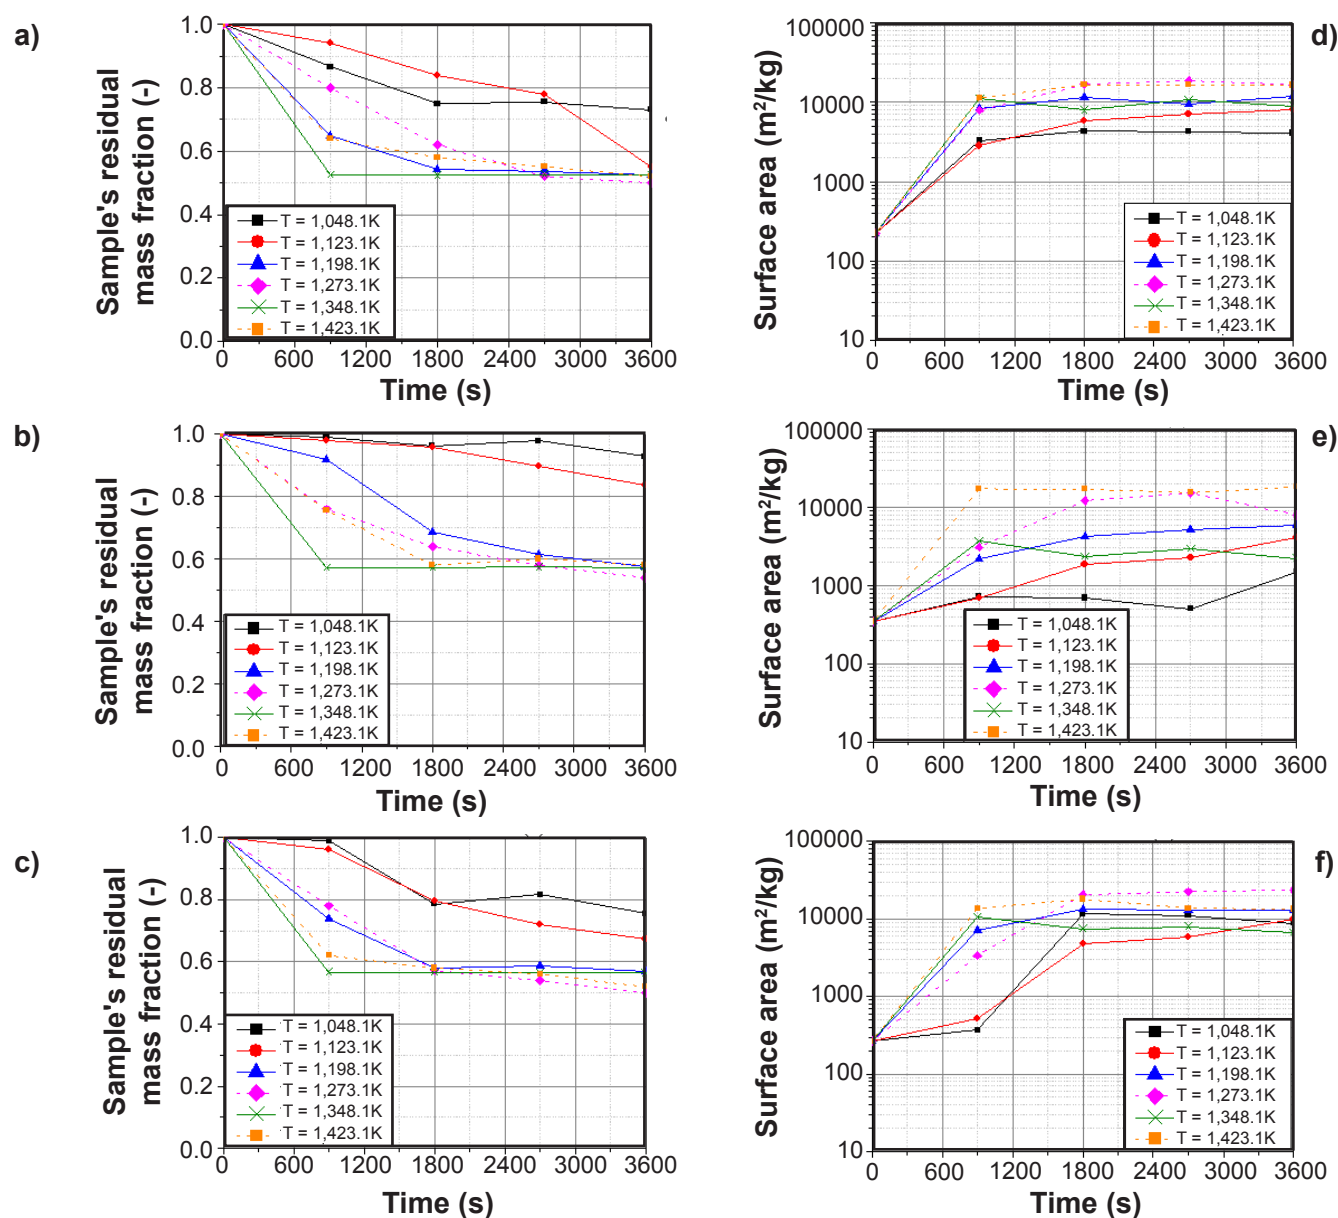 a)
Sample's residual
mass fraction (-)
1.0
0.8
0.6
0.4
0.2
0.0
T = 1,048.1K
T = 1,123.1K
T = 1,198.1K
T = 1,273.1K
T = 1,348.1K
T = 1,423.1K
0 600 1200 1800 2400 3000 3600
Time (s)
d)
Surface area (m²/kg)
100000
10000
1000
100
10
T = 1,048.1K
T = 1,123.1K
T = 1,198.1K
T = 1,273.1K
T = 1,348.1K
T = 1,423.1K
0 600 1200 1800 2400 3000 3600
Time (s)
b)
Sample's residual
mass fraction (-)
1.0
0.8
0.6
0.4
0.2
0.0
T = 1,048.1K
T = 1,123.1K
T = 1,198.1K
T = 1,273.1K
T = 1,348.1K
T = 1,423.1K
0 600 1200 1800 2400 3000 3600
Time (s)
e)
Surface area (m²/kg)
100000
10000
1000
100
10
T = 1,048.1K
T = 1,123.1K
T = 1,198.1K
T = 1,273.1K
T = 1,348.1K
T = 1,423.1K
0 600 1200 1800 2400 3000 3600
Time (s)
c)
Sample's residual
mass fraction (-)
1.0
0.8
0.6
0.4
0.2
0.0
T = 1,048.1K
T = 1,123.1K
T = 1,198.1K
T = 1,273.1K
T = 1,348.1K
T = 1,423.1K
0 600 1200 1800 2400 3000 3600
Time (s)
f)
Surface area (m²/kg)
100000
10000
1000
100
10
T = 1,048.1K
T = 1,123.1K
T = 1,198.1K
T = 1,273.1K
T = 1,348.1K
T = 1,423.1K
0 600 1200 1800 2400 3000 3600
Time (s)